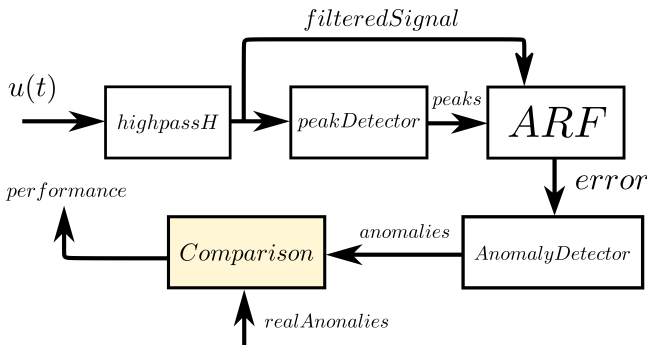 filteredSignal
u(t)
highpassH
peakDetector
peaks
ARF
error
performance
Comparison
anomalies
AnomalyDetector
realAnonalies